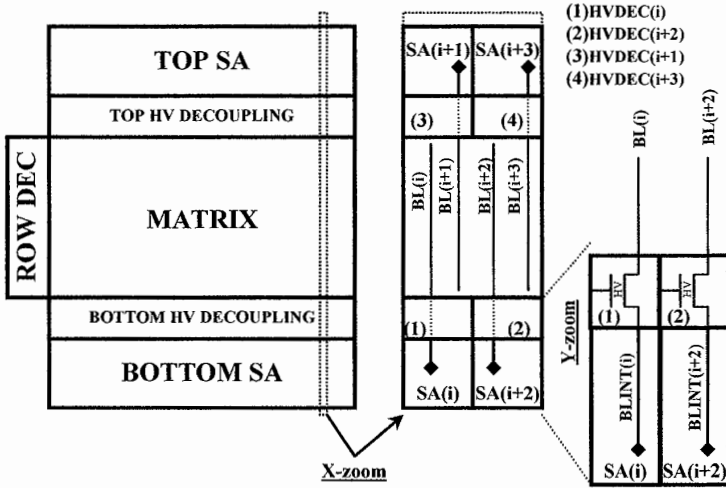 TOP SA
TOP HV DECOUPLING
ROW DEC
MATRIX
BOTTOM HV DECOUPLING
BOTTOM SA
X-zoom
SA(i+1)
SA(i+3)
(3)
(4)
BL(i)
BL(i+1)
BL(i+2)
BL(i+3)
(1)
(2)
SA(i)
SA(i+2)
(1)HVDEC(i)
(2)HVDEC(i+2)
(3)HVDEC(i+1)
(4)HVDEC(i+3)
BL(i)
BL(i+2)
Y-zoom
HV
HV
(1)
(2)
BLINT(i)
BLINT(i+2)
SA(i)
SA(i+2)